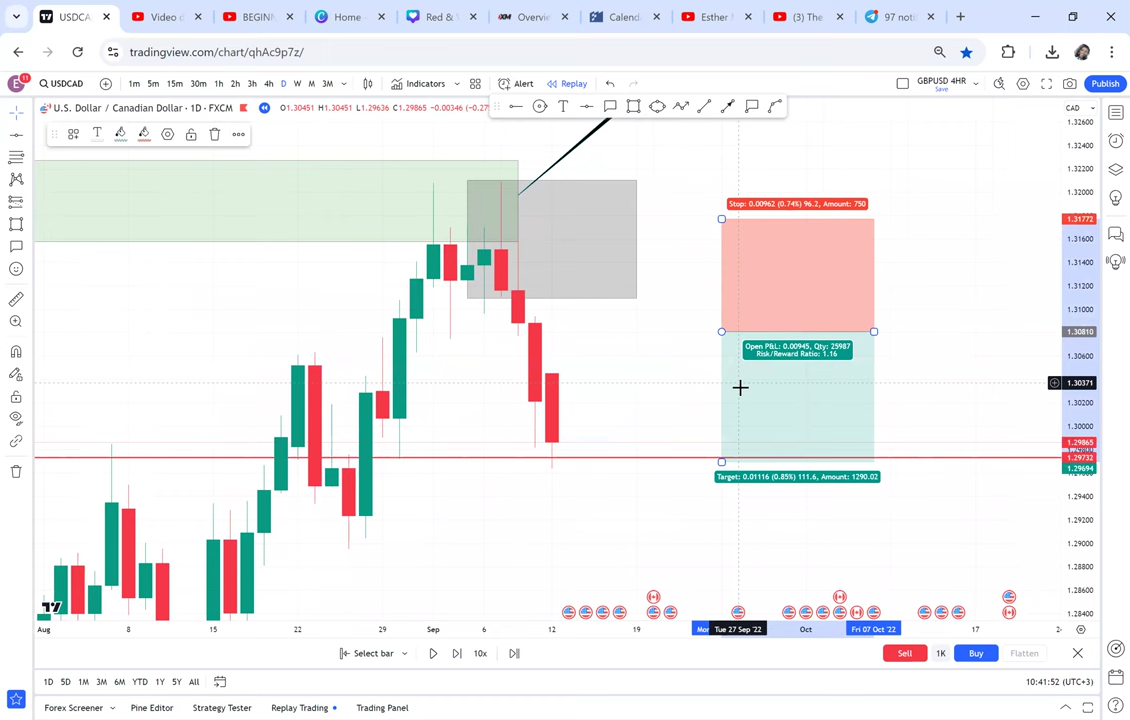 USDCA
Video d
BEGINN
Home
Red &
Overvie
Calenda
Esther M
(3) The
97 noti
tradingview.com/chart/qhAc9p7z/
E 11 USDCAD 1m 5m 15m 30m 1h 2h 3h 4h D W M 3M Indicators Alert Replay GBPUSD 4HR Save Publish
U.S. Dollar / Canadian Dollar · 1D · FXCM O1.30451 H1.30451 L1.29636 C1.29865 −0.00346 (−0.27
CAD
1.32600
1.32400
1.32200
1.32000
Stop: 0.00962 (0.74%) 96.2, Amount: 750
1.31772
1.31600
1.31400
1.31200
1.31000
1.30810
Open P&L: 0.00945, Qty: 25987
Risk/Reward Ratio: 1.16
1.30600
1.30371
1.30200
1.30000
1.29865
1.29732
1.29694
Target: 0.01116 (0.85%) 111.6, Amount: 1290.02
1.29400
1.29200
1.29000
1.28800
1.28600
1.28400
Aug 8 15 22 29 Sep 6 12 19 Mon Tue 27 Sep '22 Oct Fri 07 Oct '22 17 24
Select bar 10x Sell 1K Buy Flatten
1D 5D 1M 3M 6M YTD 1Y 5Y All 10:41:52 (UTC+3)
Forex Screener Pine Editor Strategy Tester Replay Trading Trading Panel